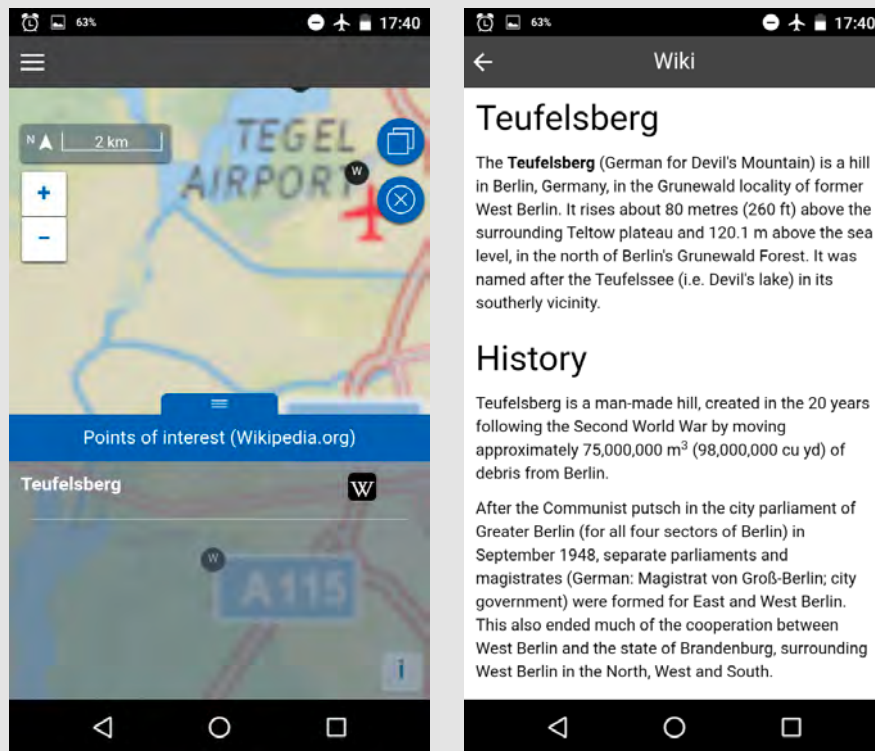 63%
17:40
N
2 km
TEGEL
AIRPORT
W
+
−
Points of interest (Wikipedia.org)
Teufelsberg
W
W
A 115
i
63%
17:40
Wiki
Teufelsberg
The Teufelsberg (German for Devil's Mountain) is a hill
in Berlin, Germany, in the Grunewald locality of former
West Berlin. It rises about 80 metres (260 ft) above the
surrounding Teltow plateau and 120.1 m above the sea
level, in the north of Berlin's Grunewald Forest. It was
named after the Teufelssee (i.e. Devil's lake) in its
southerly vicinity.
History
Teufelsberg is a man-made hill, created in the 20 years
following the Second World War by moving
approximately 75,000,000 m³ (98,000,000 cu yd) of
debris from Berlin.
After the Communist putsch in the city parliament of
Greater Berlin (for all four sectors of Berlin) in
September 1948, separate parliaments and
magistrates (German: Magistrat von Groß-Berlin; city
government) were formed for East and West Berlin.
This also ended much of the cooperation between
West Berlin and the state of Brandenburg, surrounding
West Berlin in the North, West and South.